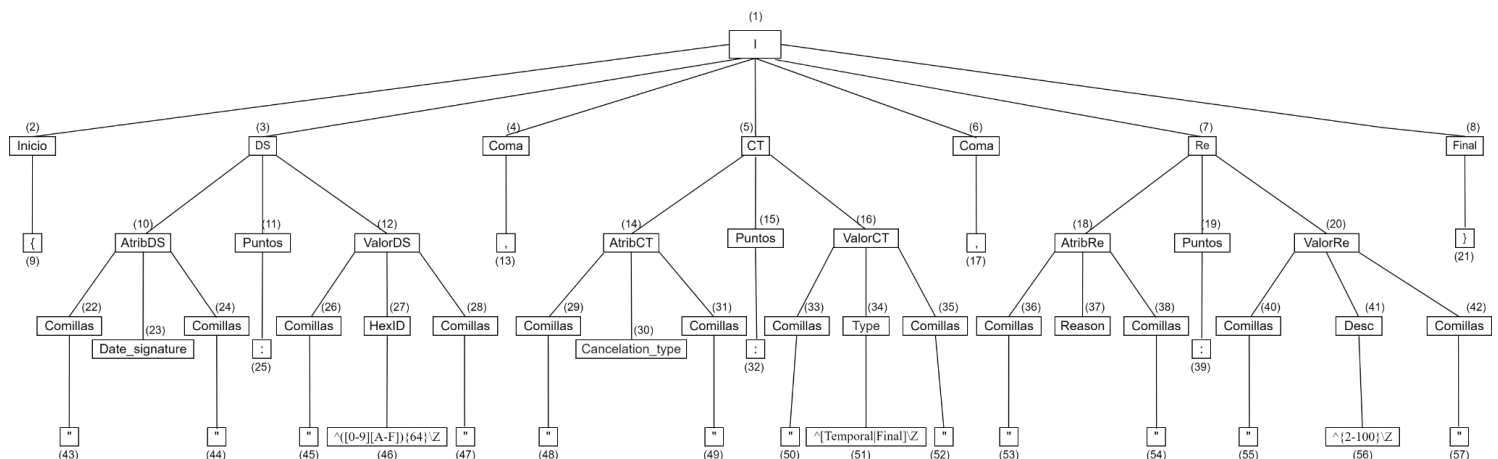 (1)
I
(2) (3) (4) (5) (6) (7) (8)
Inicio DS Coma CT Coma Re Final
(10) (11) (12) (14) (15) (16) (18) (19) (20)
{ AtribDS Puntos ValorDS , AtribCT Puntos ValorCT , AtribRe Puntos ValorRe }
(9) (13) (17) (21)
(22) (24) (26) (27) (28) (29) (31) (33) (34) (35) (36) (37) (38) (40) (41) (42)
Comillas Comillas Comillas HexID Comillas Comillas Comillas Comillas Type Comillas Comillas Reason Comillas Comillas Desc Comillas
(23) (30)
Date_signature : Cancelation_type : :
(25) (32) (39)
" " " ^([0-9][A-F]){64}\Z " " " " ^[Temporal|Final]\Z " " " " ^{2-100}\Z "
(43) (44) (45) (46) (47) (48) (49) (50) (51) (52) (53) (54) (55) (56) (57)